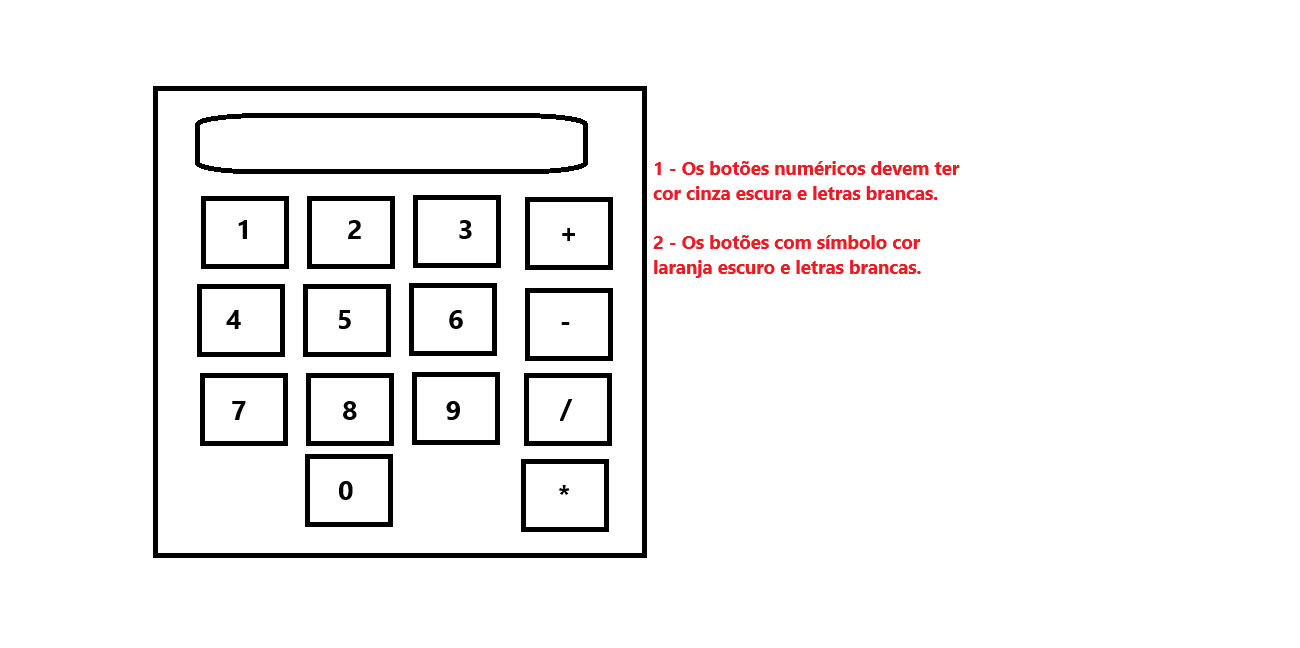 1 2 3 +
4 5 6 -
7 8 9 /
0 *
1 - Os botões numéricos devem ter
cor cinza escura e letras brancas.
2 - Os botões com símbolo cor
laranja escuro e letras brancas.